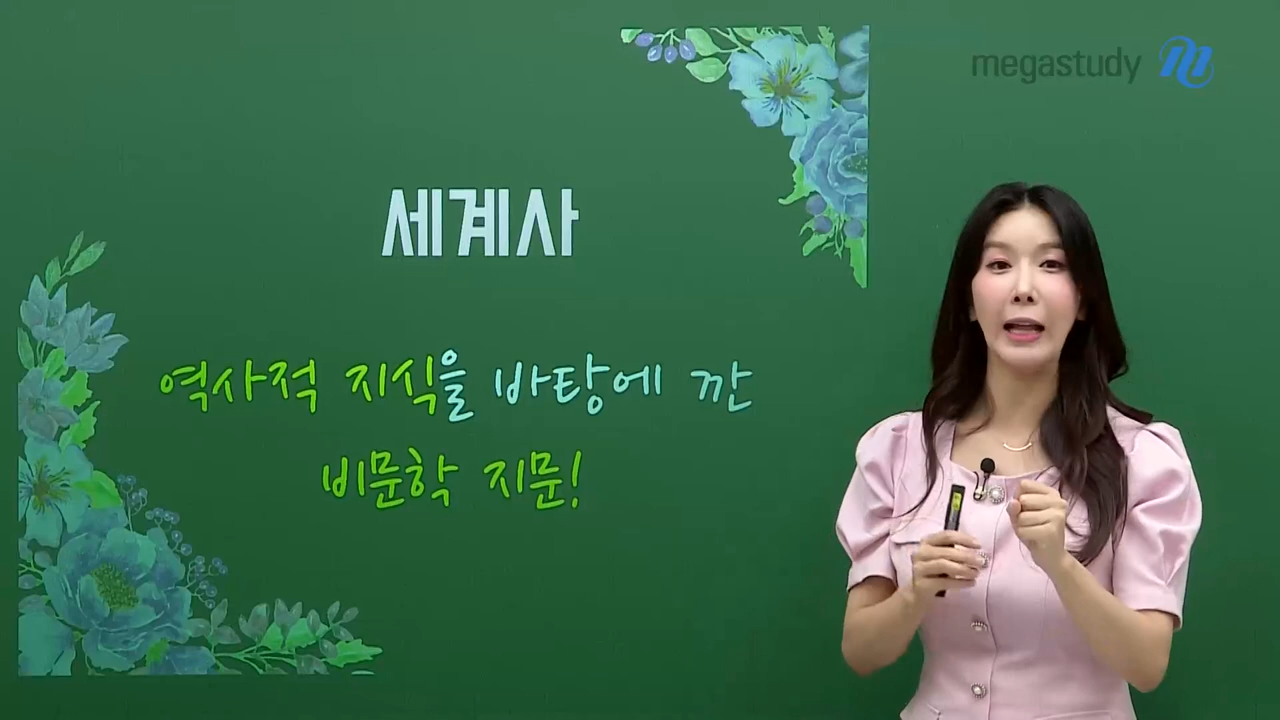 megastudy
세계사
역사적 지식을 바탕에 깐
비문학 지문!